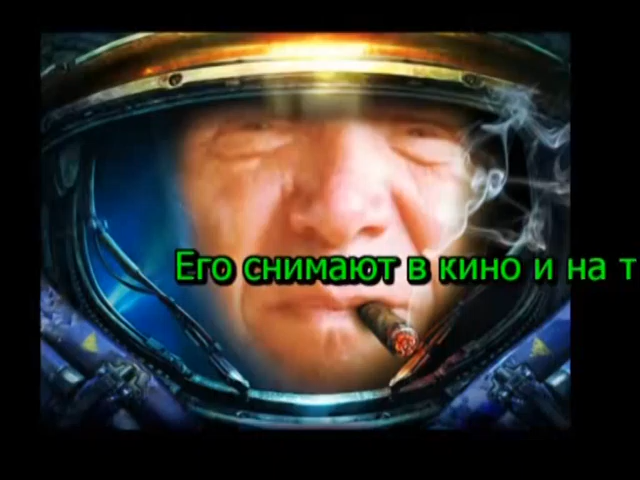 Его снимают в кино и на т